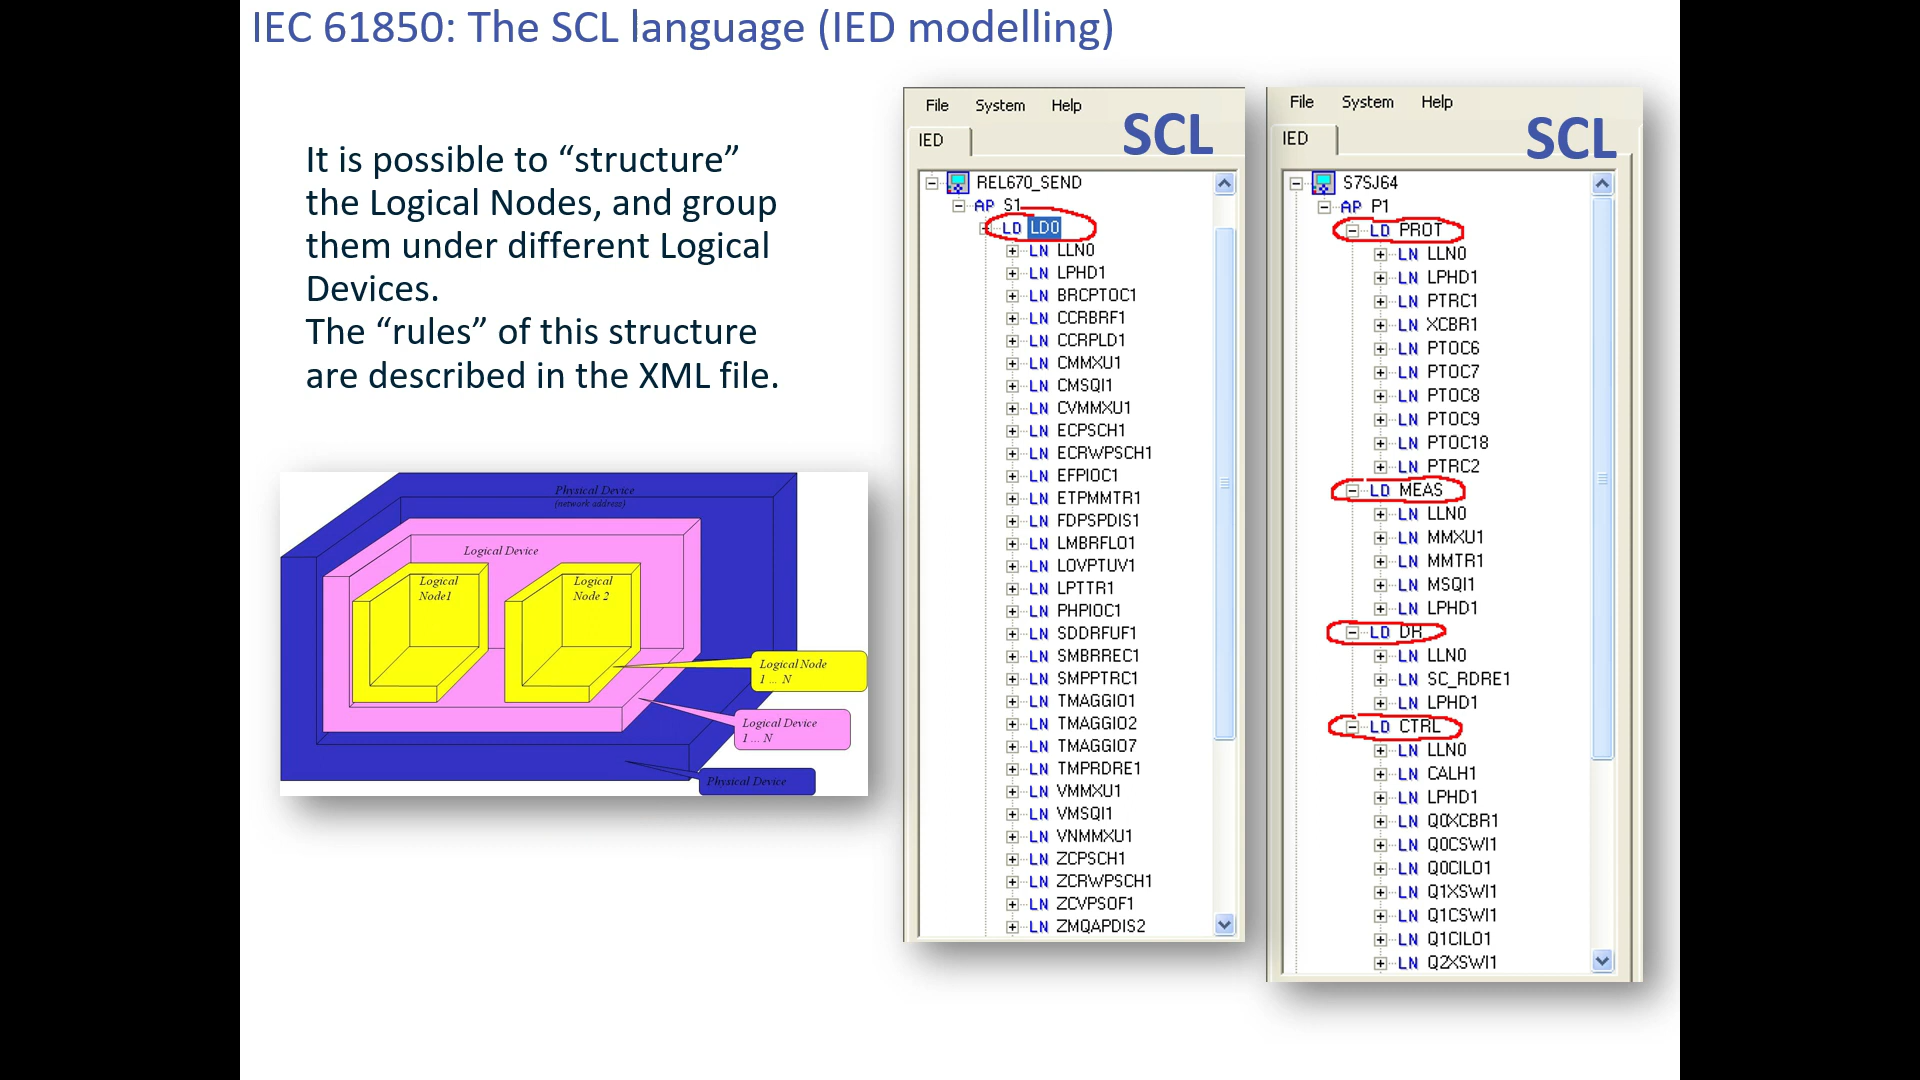 IEC 61850: The SCL language (IED modelling)
It is possible to “structure”
the Logical Nodes, and group
them under different Logical
Devices.
The “rules” of this structure
are described in the XML file.
Physical Device
(network address)
Logical Device
Logical
Node1
Logical
Node 2
Logical Node
1 ... N
Logical Device
1 ... N
Physical Device
File System Help
SCL
IED
REL670_SEND
AP S1
LD LD0
LN LLN0
LN LPHD1
LN BRCPTOC1
LN CCRBRF1
LN CCRPLD1
LN CMMXU1
LN CMSQI1
LN CVMMXU1
LN ECPSCH1
LN ECRWPSCH1
LN EFPIOC1
LN ETPMMTR1
LN FDPSPDIS1
LN LMBRFLO1
LN LOVPTUV1
LN LPTTR1
LN PHPIOC1
LN SDDRFUF1
LN SMBRREC1
LN SMPPTRC1
LN TMAGGIO1
LN TMAGGIO2
LN TMAGGIO7
LN TMPRDRE1
LN VMMXU1
LN VMSQI1
LN VNMMXU1
LN ZCPSCH1
LN ZCRWPSCH1
LN ZCVPSOF1
LN ZMQAPDIS2
File System Help
SCL
IED
S7SJ64
AP P1
LD PROT
LN LLN0
LN LPHD1
LN PTRC1
LN XCBR1
LN PTOC6
LN PTOC7
LN PTOC8
LN PTOC9
LN PTOC18
LN PTRC2
LD MEAS
LN LLN0
LN MMXU1
LN MMTR1
LN MSQI1
LN LPHD1
LD DR
LN LLN0
LN SC_RDRE1
LN LPHD1
LD CTRL
LN LLN0
LN CALH1
LN LPHD1
LN Q0XCBR1
LN Q0CSWI1
LN Q0CILO1
LN Q1XSWI1
LN Q1CSWI1
LN Q1CILO1
LN Q2XSWI1